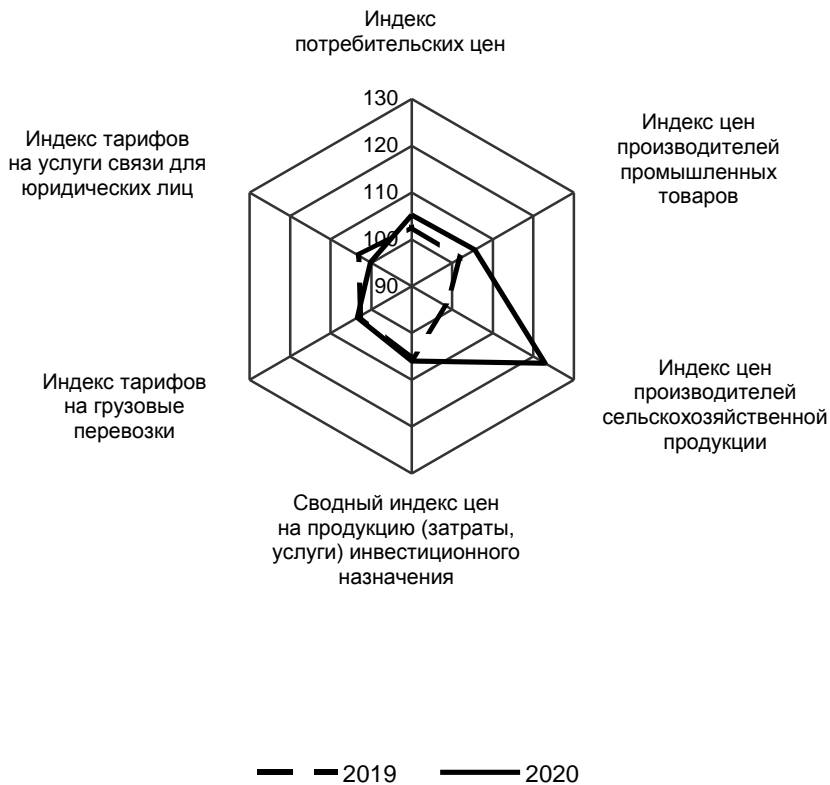 Индекс
потребительских цен
130
120
110
100
90
Индекс цен
производителей
промышленных
товаров
Индекс цен
производителей
сельскохозяйственной
продукции
Сводный индекс цен
на продукцию (затраты,
услуги) инвестиционного
назначения
Индекс тарифов
на грузовые
перевозки
Индекс тарифов
на услуги связи для
юридических лиц
2019
2020